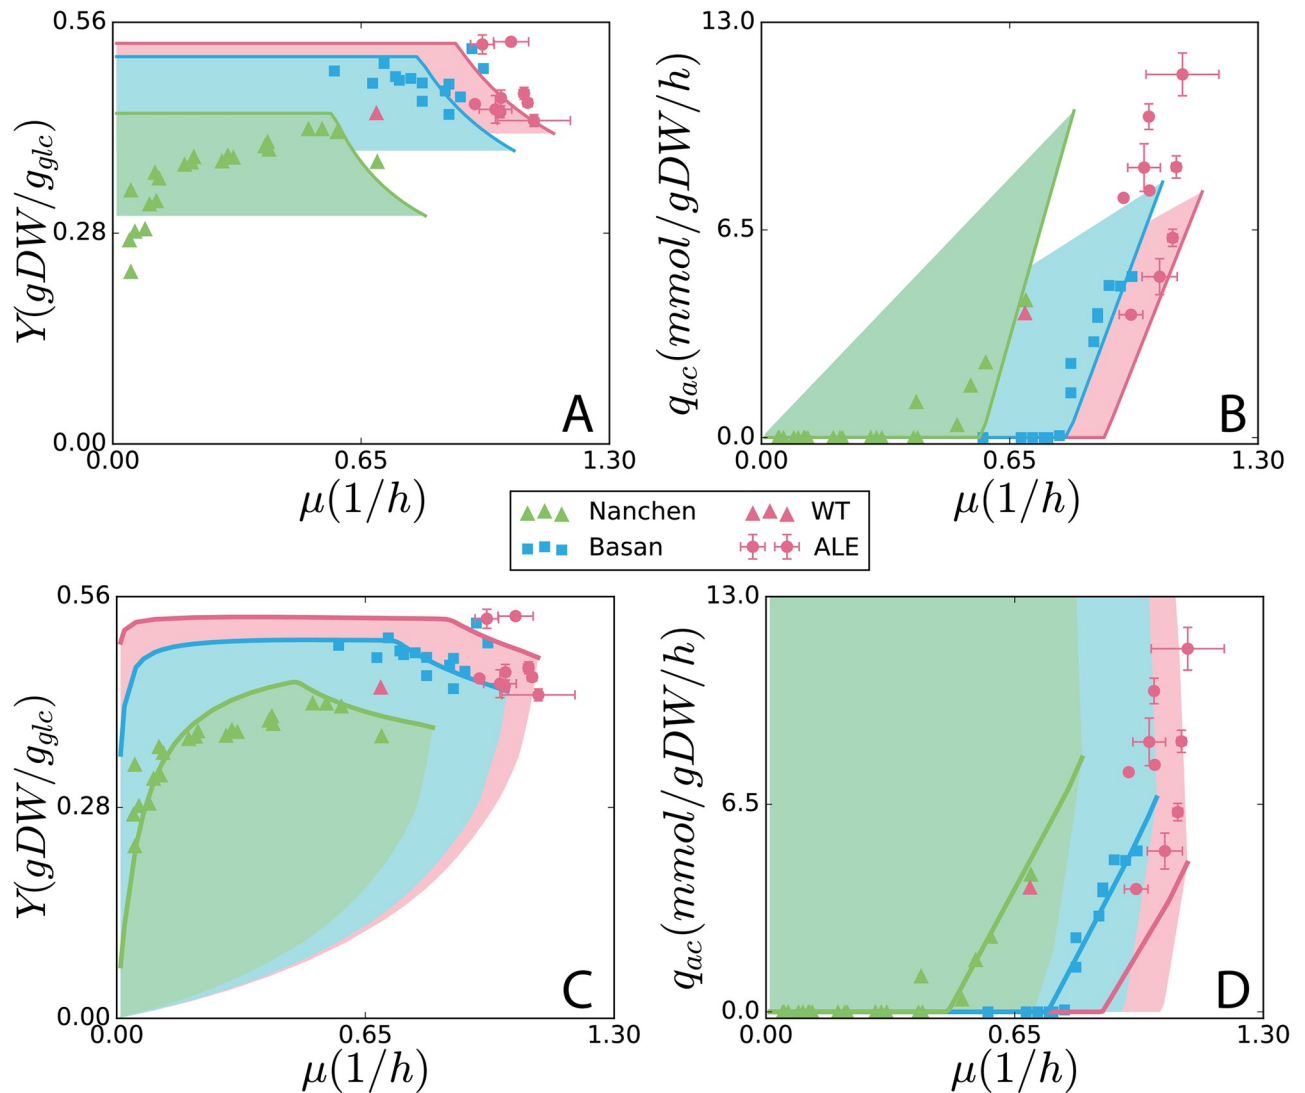 0.56
0.28
0.00
Y(gDW/g_glc)
0.00 0.65 1.30
μ(1/h)
A
13.0
6.5
0.0
q_ac(mmol/gDW/h)
0.00 0.65 1.30
μ(1/h)
B
Nanchen WT
Basan ALE
0.56
0.28
0.00
Y(gDW/g_glc)
0.00 0.65 1.30
μ(1/h)
C
13.0
6.5
0.0
q_ac(mmol/gDW/h)
0.00 0.65 1.30
μ(1/h)
D